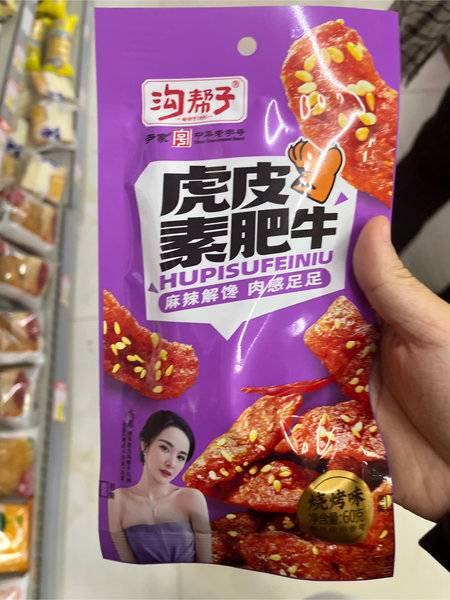 沟帮子®
尹家
中华老字号
虎皮
素肥牛
HUPISUFEINIU
麻辣解馋 肉感足足
烧烤味
净含量:60克